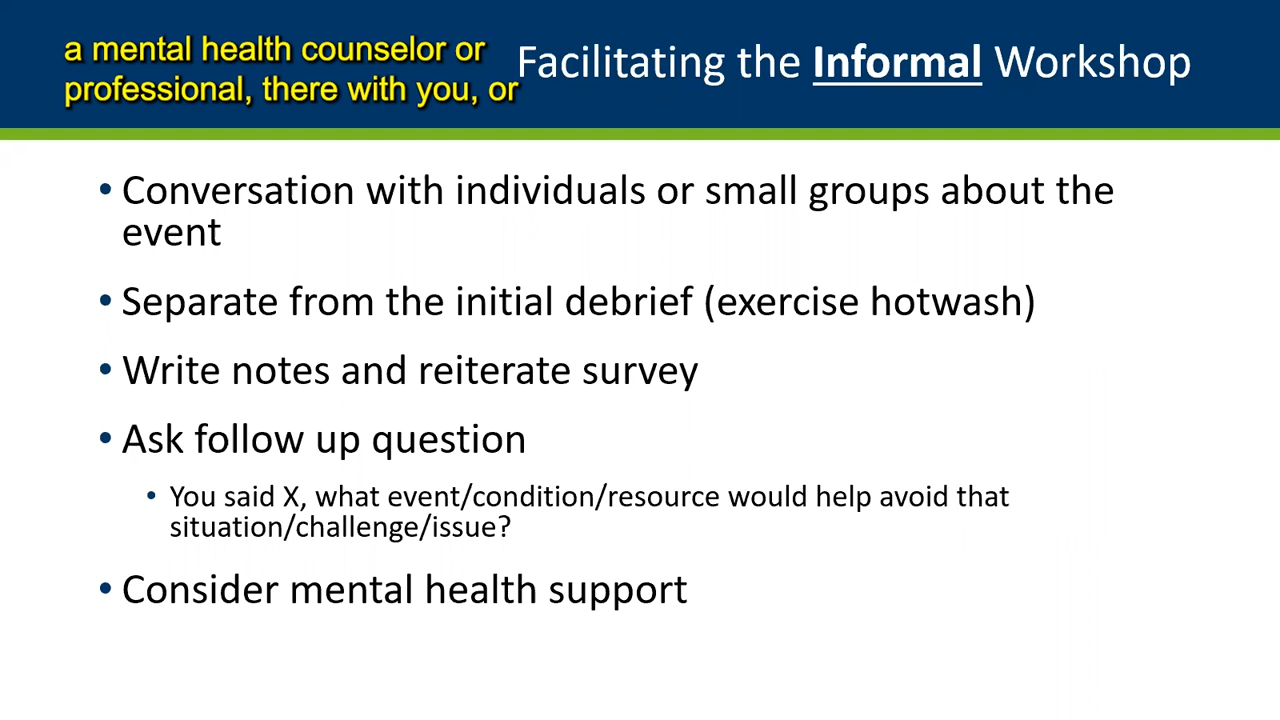 a mental health counselor or
professional, there with you, or
Facilitating the Informal Workshop
• Conversation with individuals or small groups about the
event
• Separate from the initial debrief (exercise hotwash)
• Write notes and reiterate survey
• Ask follow up question
• You said X, what event/condition/resource would help avoid that
situation/challenge/issue?
• Consider mental health support